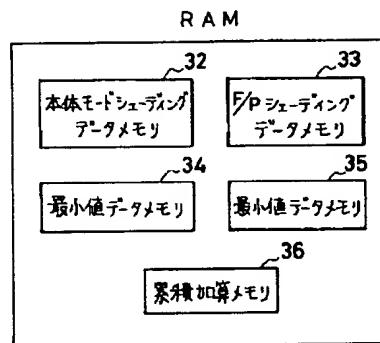 RAM
32
33
本体モードシェーディング
データメモリ
F/Pシェーディング
データメモリ
34
35
最小値データメモリ
最小値データメモリ
36
累積加算メモリ